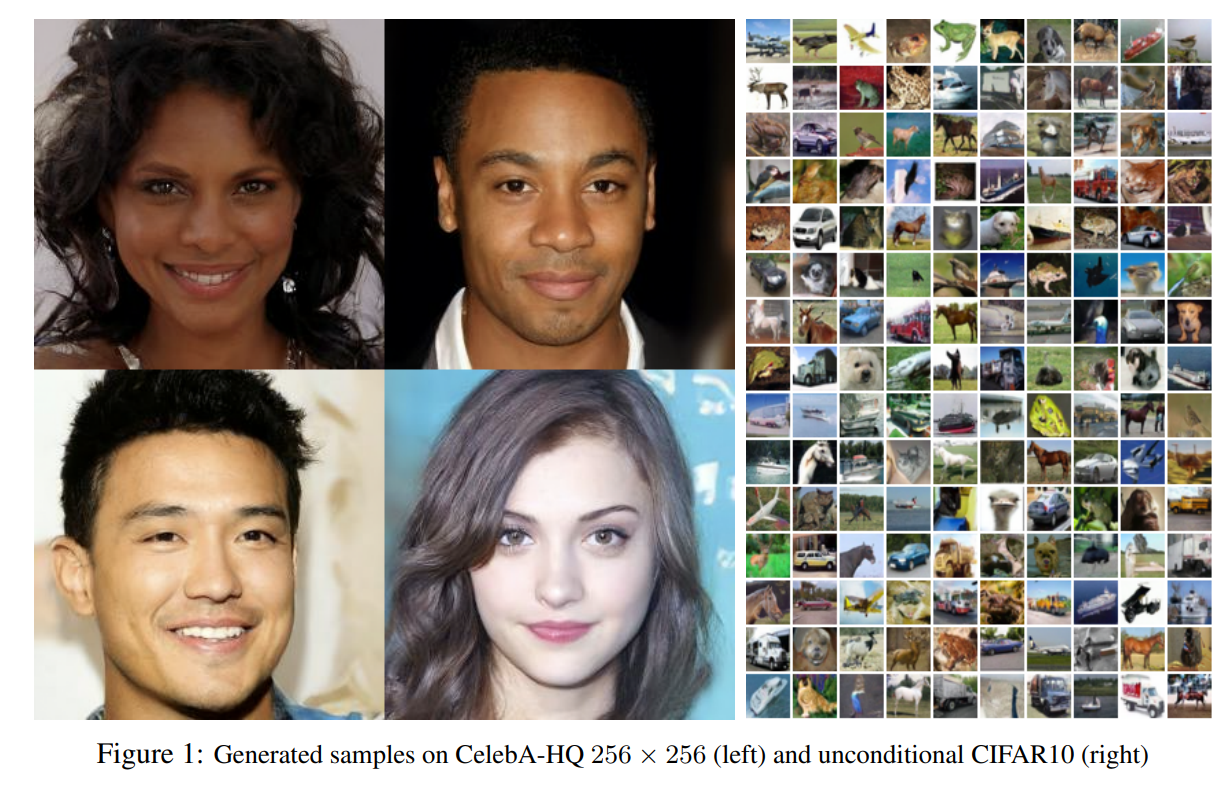 Figure 1: Generated samples on CelebA-HQ 256 × 256 (left) and unconditional CIFAR10 (right)